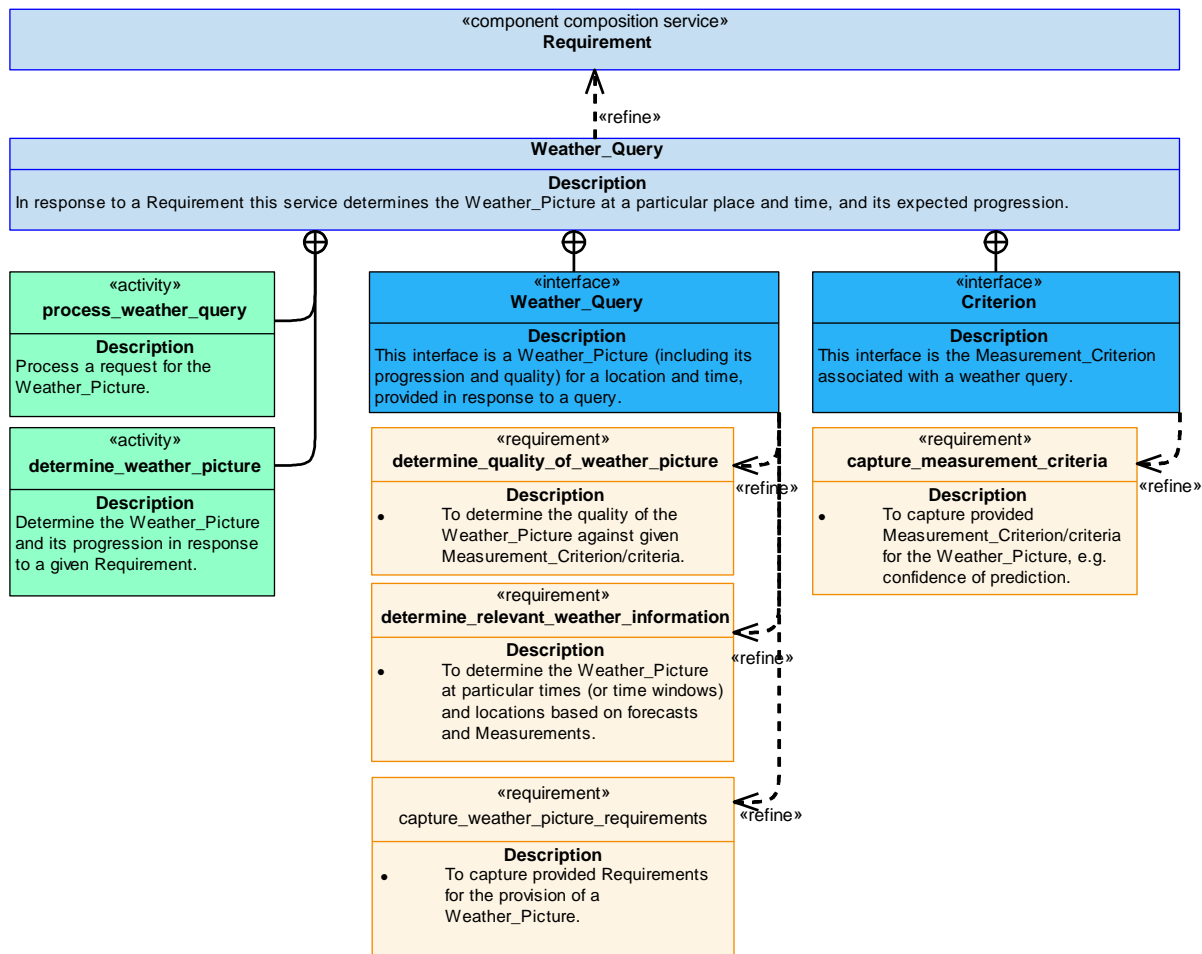 «component composition service»
Requirement
«refine»
Weather_Query
Description
In response to a Requirement this service determines the Weather_Picture at a particular place and time, and its expected progression.
«activity»
process_weather_query
Description
Process a request for the
Weather_Picture.
«activity»
determine_weather_picture
Description
Determine the Weather_Picture
and its progression in response
to a given Requirement.
«interface»
Weather_Query
Description
This interface is a Weather_Picture (including its
progression and quality) for a location and time,
provided in response to a query.
«requirement»
determine_quality_of_weather_picture
«refine»
Description
• To determine the quality of the
Weather_Picture against given
Measurement_Criterion/criteria.
«requirement»
determine_relevant_weather_information
«refine»
Description
• To determine the Weather_Picture
at particular times (or time windows)
and locations based on forecasts
and Measurements.
«requirement»
capture_weather_picture_requirements
«refine»
Description
• To capture provided Requirements
for the provision of a
Weather_Picture.
«interface»
Criterion
Description
This interface is the Measurement_Criterion
associated with a weather query.
«requirement»
capture_measurement_criteria
«refine»
Description
• To capture provided
Measurement_Criterion/criteria
for the Weather_Picture, e.g.
confidence of prediction.